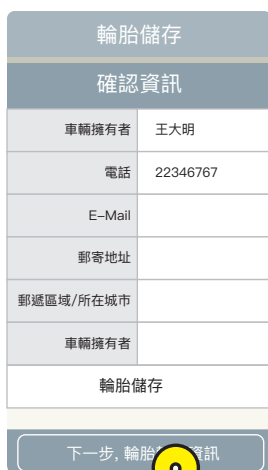 輪胎儲存
確認資訊
車輛擁有者 王大明
電話 22346767
E-Mail
郵寄地址
郵遞區域/所在城市
車輛擁有者
輪胎儲存
下一步, 輪胎 資訊